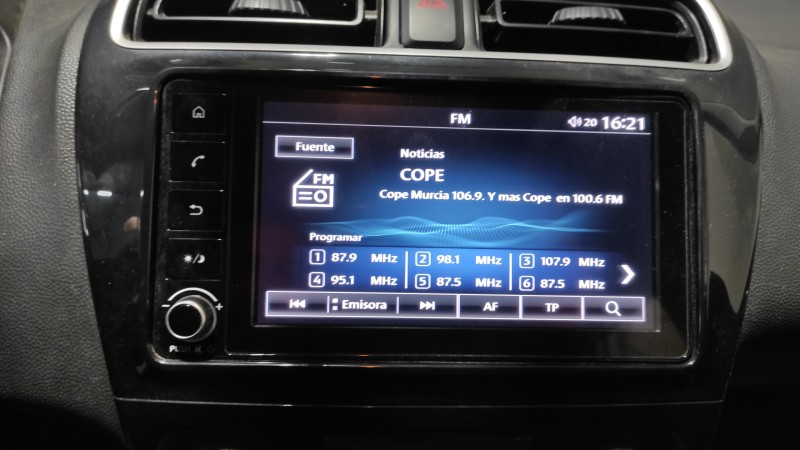 FM
20 16:21
Fuente
Noticias
COPE
FM
Cope Murcia 106.9. Y mas Cope en 100.6 FM
Programar
1 87.9 MHz 2 98.1 MHz 3 107.9 MHz
4 95.1 MHz 5 87.5 MHz 6 87.5 MHz
Emisora AF TP
- +
PUSH